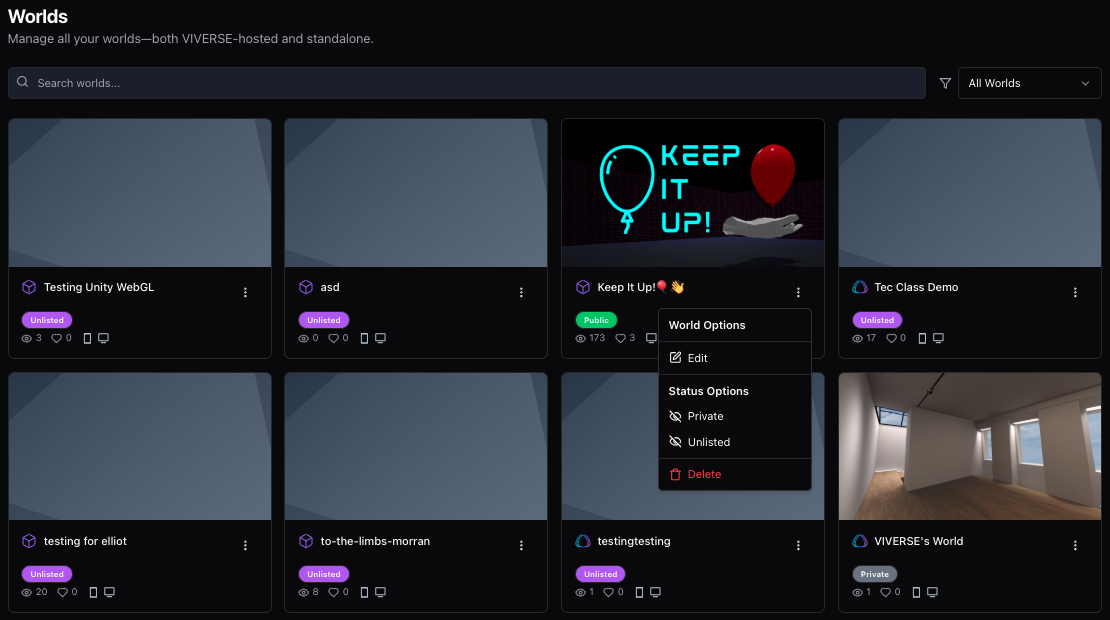 Worlds
Manage all your worlds—both VIVERSE-hosted and standalone.
Search worlds...
All Worlds
KEEP
IT
UP!
Testing Unity WebGL
Unlisted
3 0
asd
Unlisted
0 0
Keep It Up!🎈👋
Public
173 3
Tec Class Demo
Unlisted
17 0
World Options
Edit
Status Options
Private
Unlisted
Delete
testing for elliot
Unlisted
20 0
to-the-limbs-morran
Unlisted
8 0
testingtesting
Unlisted
1 0
VIVERSE's World
Private
1 0